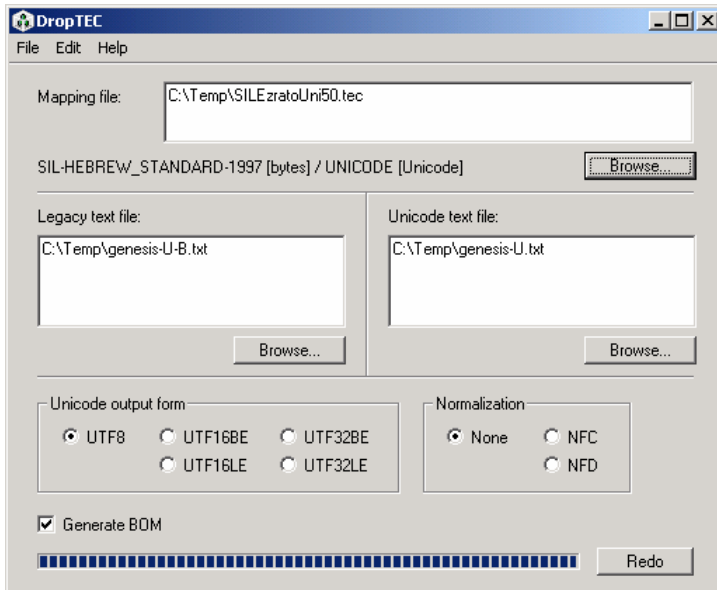 DropTEC
File Edit Help
Mapping file:
C:\Temp\SILEzratoUni50.tec
SIL-HEBREW_STANDARD-1997 [bytes] / UNICODE [Unicode]
Browse...
Legacy text file:
Unicode text file:
C:\Temp\genesis-U-B.txt
C:\Temp\genesis-U.txt
Browse...
Browse...
Unicode output form
Normalization
UTF8 UTF16BE UTF32BE
None NFC
UTF16LE UTF32LE
NFD
Generate BOM
Redo